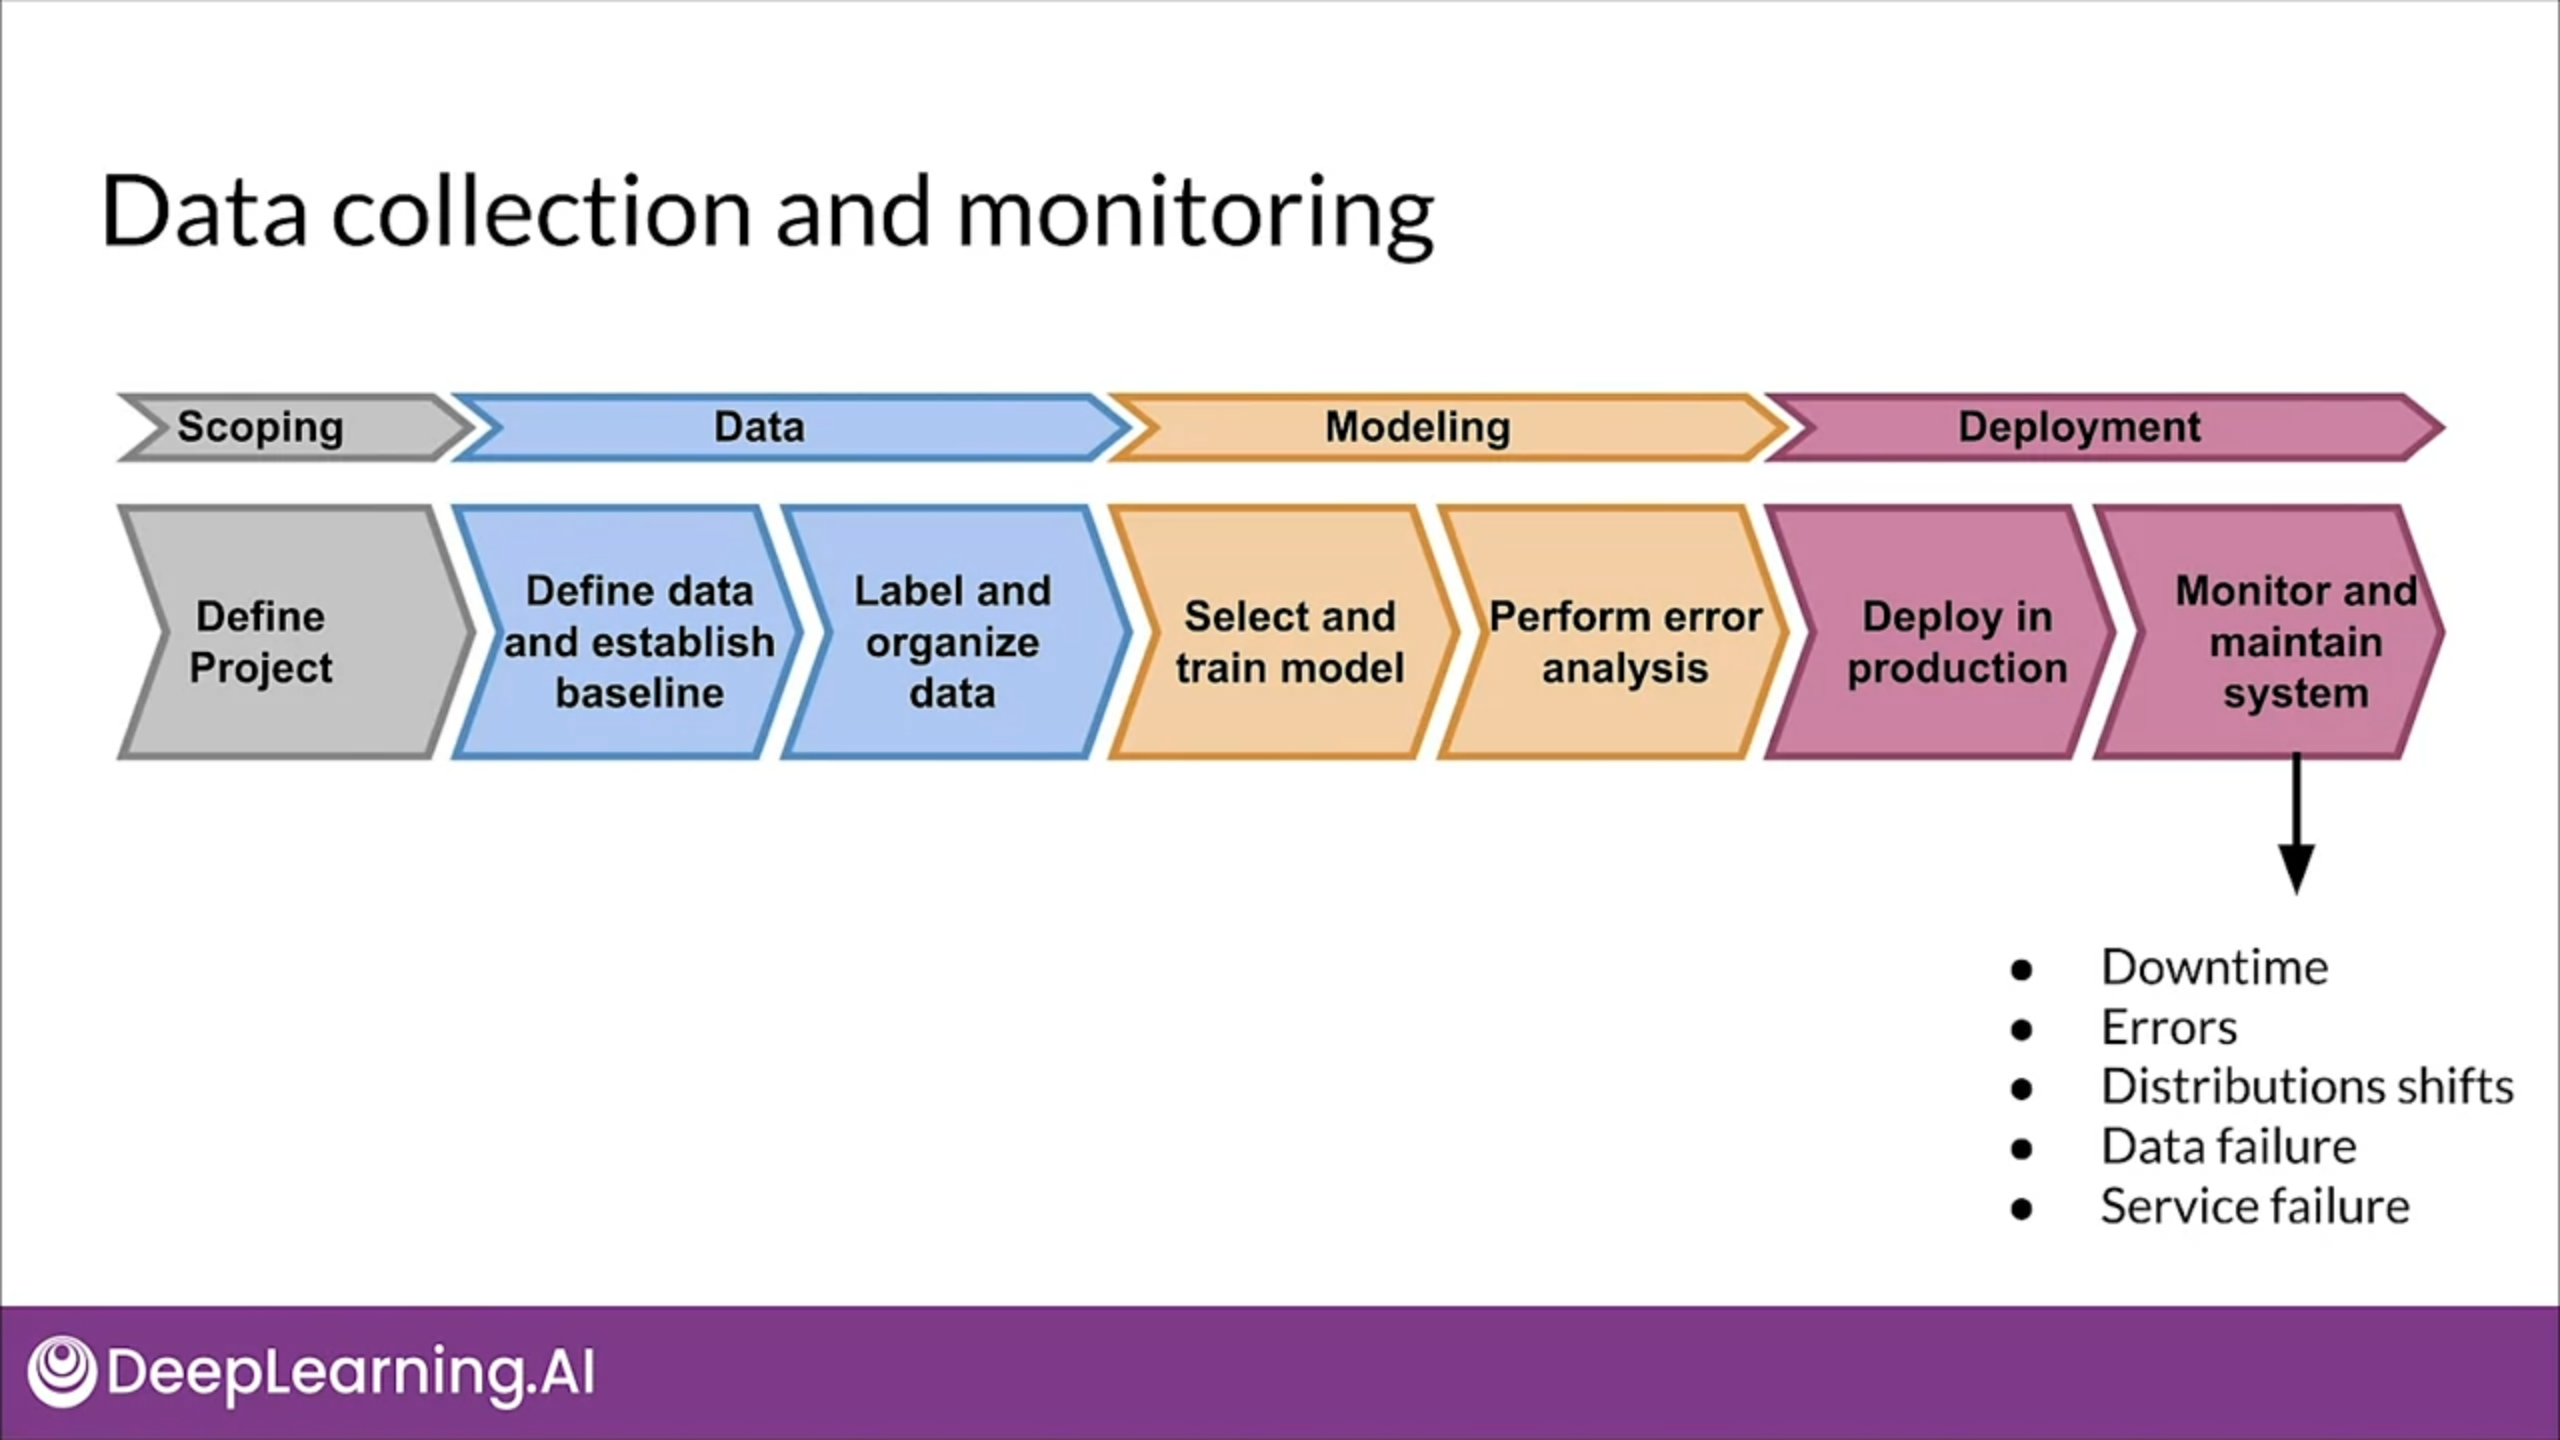 Data collection and monitoring
Scoping
Data
Modeling
Deployment
Define
Project
Define data
and establish
baseline
Label and
organize
data
Select and
train model
Perform error
analysis
Deploy in
production
Monitor and
maintain
system
● Downtime
● Errors
● Distributions shifts
● Data failure
● Service failure
DeepLearning.AI